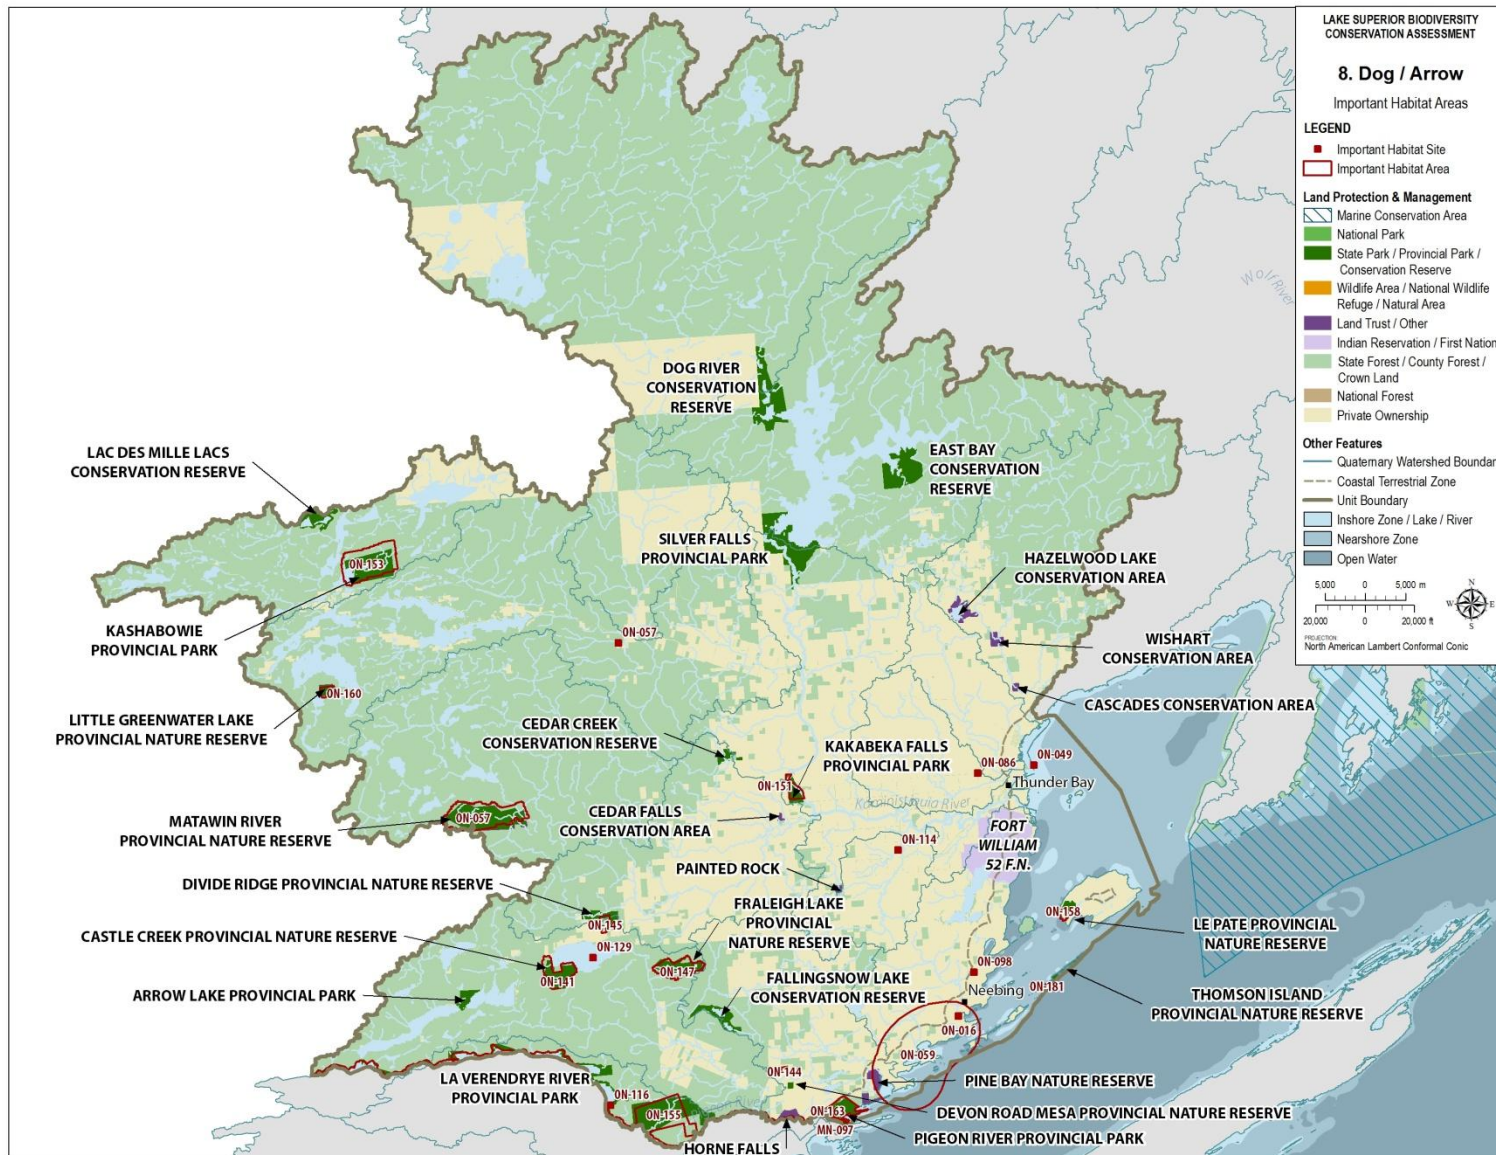 LAKE SUPERIOR BIODIVERSITY
CONSERVATION ASSESSMENT
8. Dog / Arrow
Important Habitat Areas
LEGEND
Important Habitat Site
Important Habitat Area
Land Protection & Management
Marine Conservation Area
National Park
State Park / Provincial Park /
Conservation Reserve
Wildlife Area / National Wildlife
Refuge / Natural Area
Land Trust / Other
Indian Reservation / First Nation
State Forest / County Forest /
Crown Land
National Forest
Private Ownership
Other Features
Quaternary Watershed Boundar
Coastal Terrestrial Zone
Unit Boundary
Inshore Zone / Lake / River
Nearshore Zone
Open Water
5,000 0 5,000 m
20,000 0 20,000 ft
N
W E
S
PROJECTION:
North American Lambert Conformal Conic
Wolf River
DOG RIVER
CONSERVATION
RESERVE
LAC DES MILLE LACS
CONSERVATION RESERVE
EAST BAY
CONSERVATION
RESERVE
SILVER FALLS
PROVINCIAL PARK
HAZELWOOD LAKE
CONSERVATION AREA
ON-153
KASHABOWIE
PROVINCIAL PARK
ON-057
WISHART
CONSERVATION AREA
ON-160
LITTLE GREENWATER LAKE
PROVINCIAL NATURE RESERVE
CASCADES CONSERVATION AREA
CEDAR CREEK
CONSERVATION RESERVE
KAKABEKA FALLS
PROVINCIAL PARK
ON-086
ON-049
ON-151
Thunder Bay
Kaministiquia River
CEDAR FALLS
CONSERVATION AREA
ON-057
MATAWIN RIVER
PROVINCIAL NATURE RESERVE
FORT
WILLIAM
52 F.N.
ON-114
PAINTED ROCK
DIVIDE RIDGE PROVINCIAL NATURE RESERVE
FRALEIGH LAKE
PROVINCIAL
NATURE RESERVE
ON-158
LE PATE PROVINCIAL
NATURE RESERVE
ON-145
CASTLE CREEK PROVINCIAL NATURE RESERVE
ON-129
ON-141
ON-147
ON-098
ON-181
FALLINGSNOW LAKE
CONSERVATION RESERVE
ARROW LAKE PROVINCIAL PARK
Neebing
THOMSON ISLAND
PROVINCIAL NATURE RESERVE
ON-016
ON-059
ON-144
LA VERENDRYE RIVER
PROVINCIAL PARK
PINE BAY NATURE RESERVE
ON-116
ON-155
ON-163
DEVON ROAD MESA PROVINCIAL NATURE RESERVE
MN-097
PIGEON RIVER PROVINCIAL PARK
HORNE FALLS